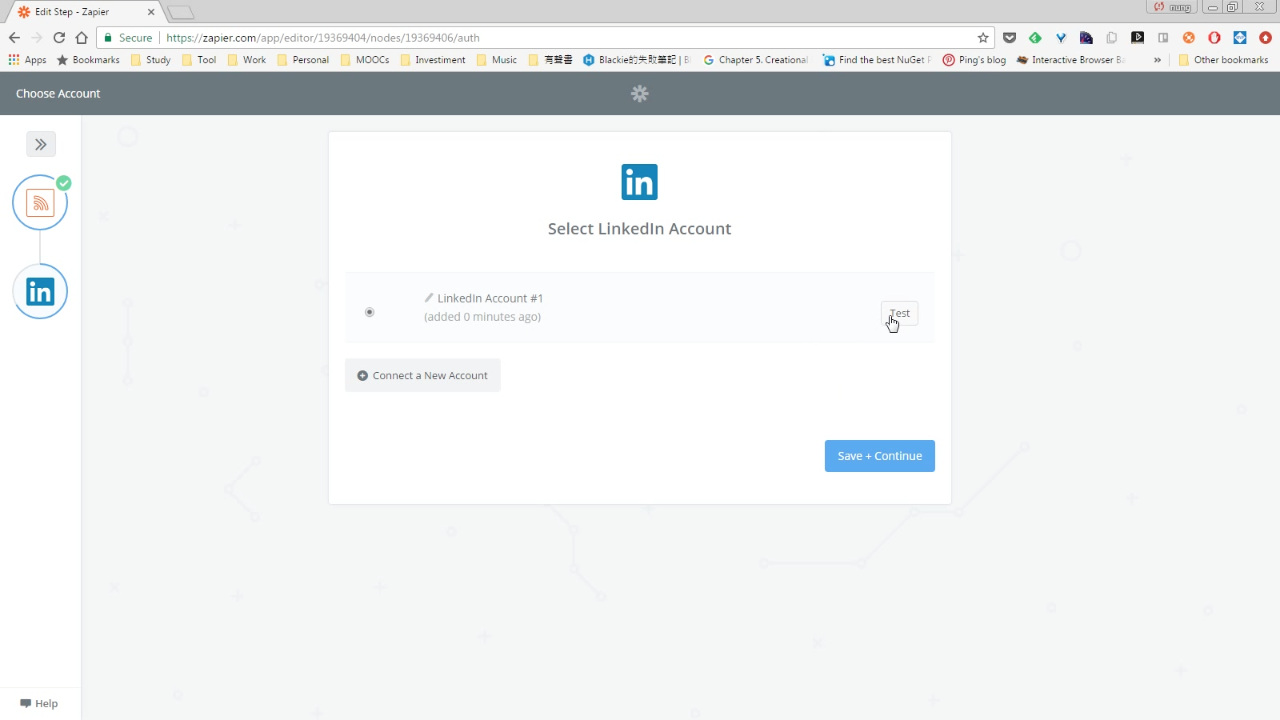 Edit Step - Zapier
nung
Secure https://zapier.com/app/editor/19369404/nodes/19369406/auth
Apps Bookmarks Study Tool Work Personal MOOCs Investiment Music 有聲書 Blackie的失敗筆記 | B Chapter 5. Creational Find the best NuGet P Ping's blog Interactive Browser Ba » Other bookmarks
Choose Account
in
Select LinkedIn Account
LinkedIn Account #1
(added 0 minutes ago)
Test
in
Connect a New Account
Save + Continue
Help